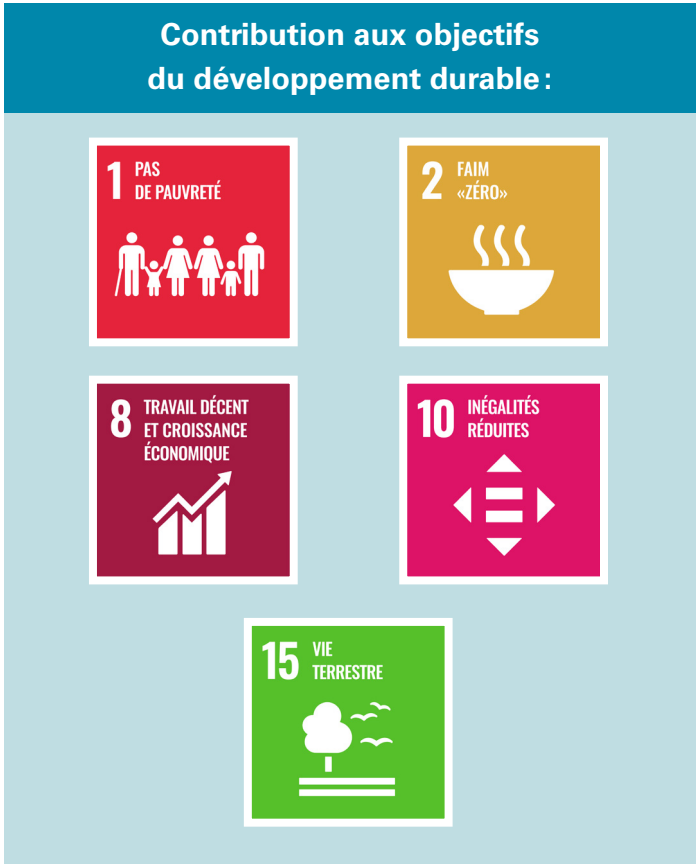 Contribution aux objectifs
du développement durable:
1 PAS
DE PAUVRETÉ
2 FAIM
«ZÉRO»
8 TRAVAIL DÉCENT
ET CROISSANCE
ÉCONOMIQUE
10 INÉGALITÉS
RÉDUITES
15 VIE
TERRESTRE